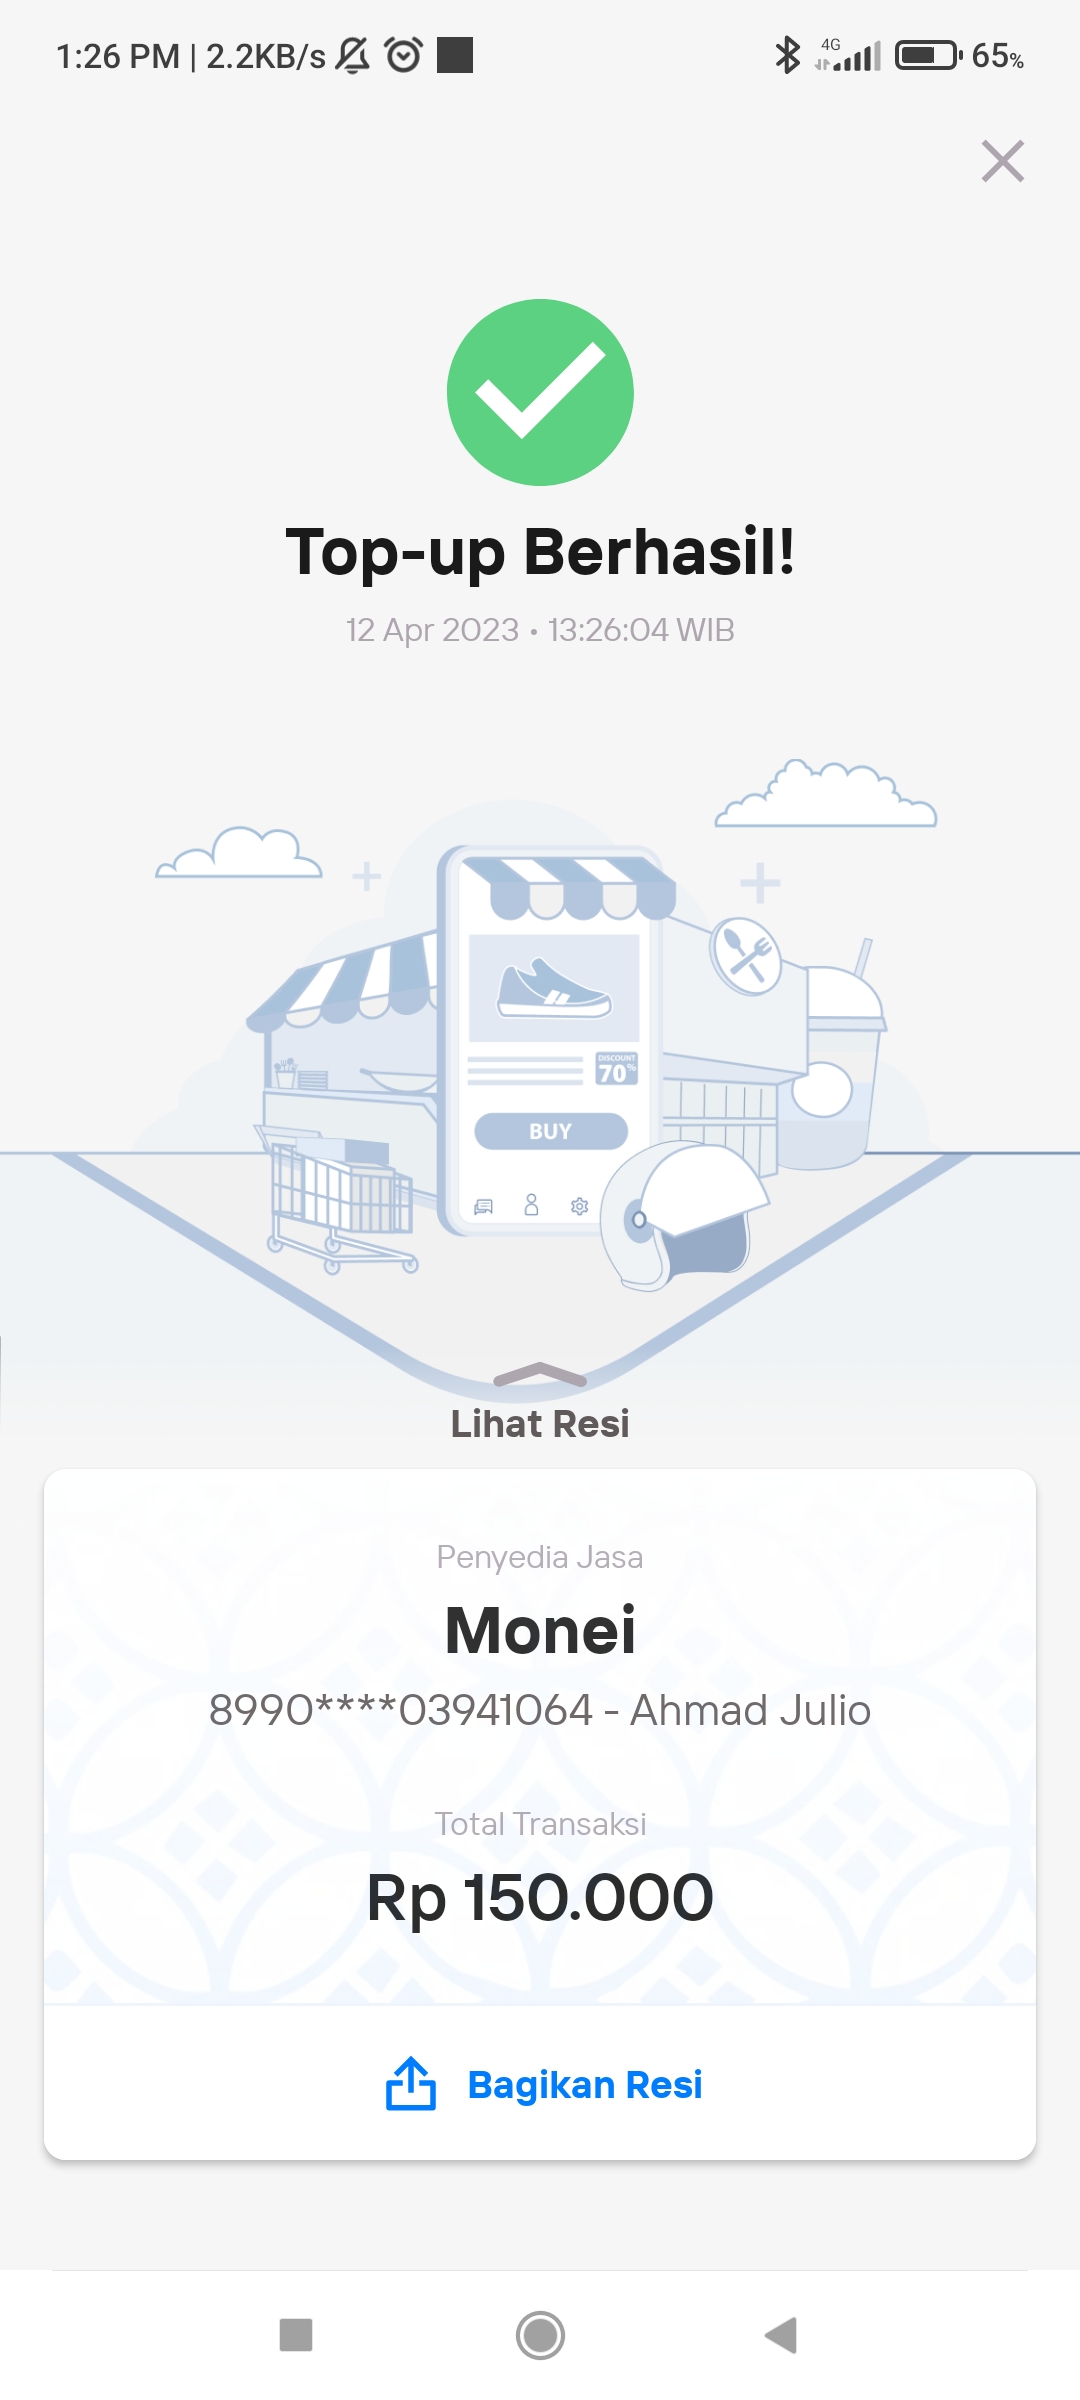 1:26 PM | 2.2KB/s 4G 65%
Top-up Berhasil!
12 Apr 2023 • 13:26:04 WIB
DISCOUNT
70%
BUY
Lihat Resi
Penyedia Jasa
Monei
8990****03941064 - Ahmad Julio
Total Transaksi
Rp 150.000
Bagikan Resi